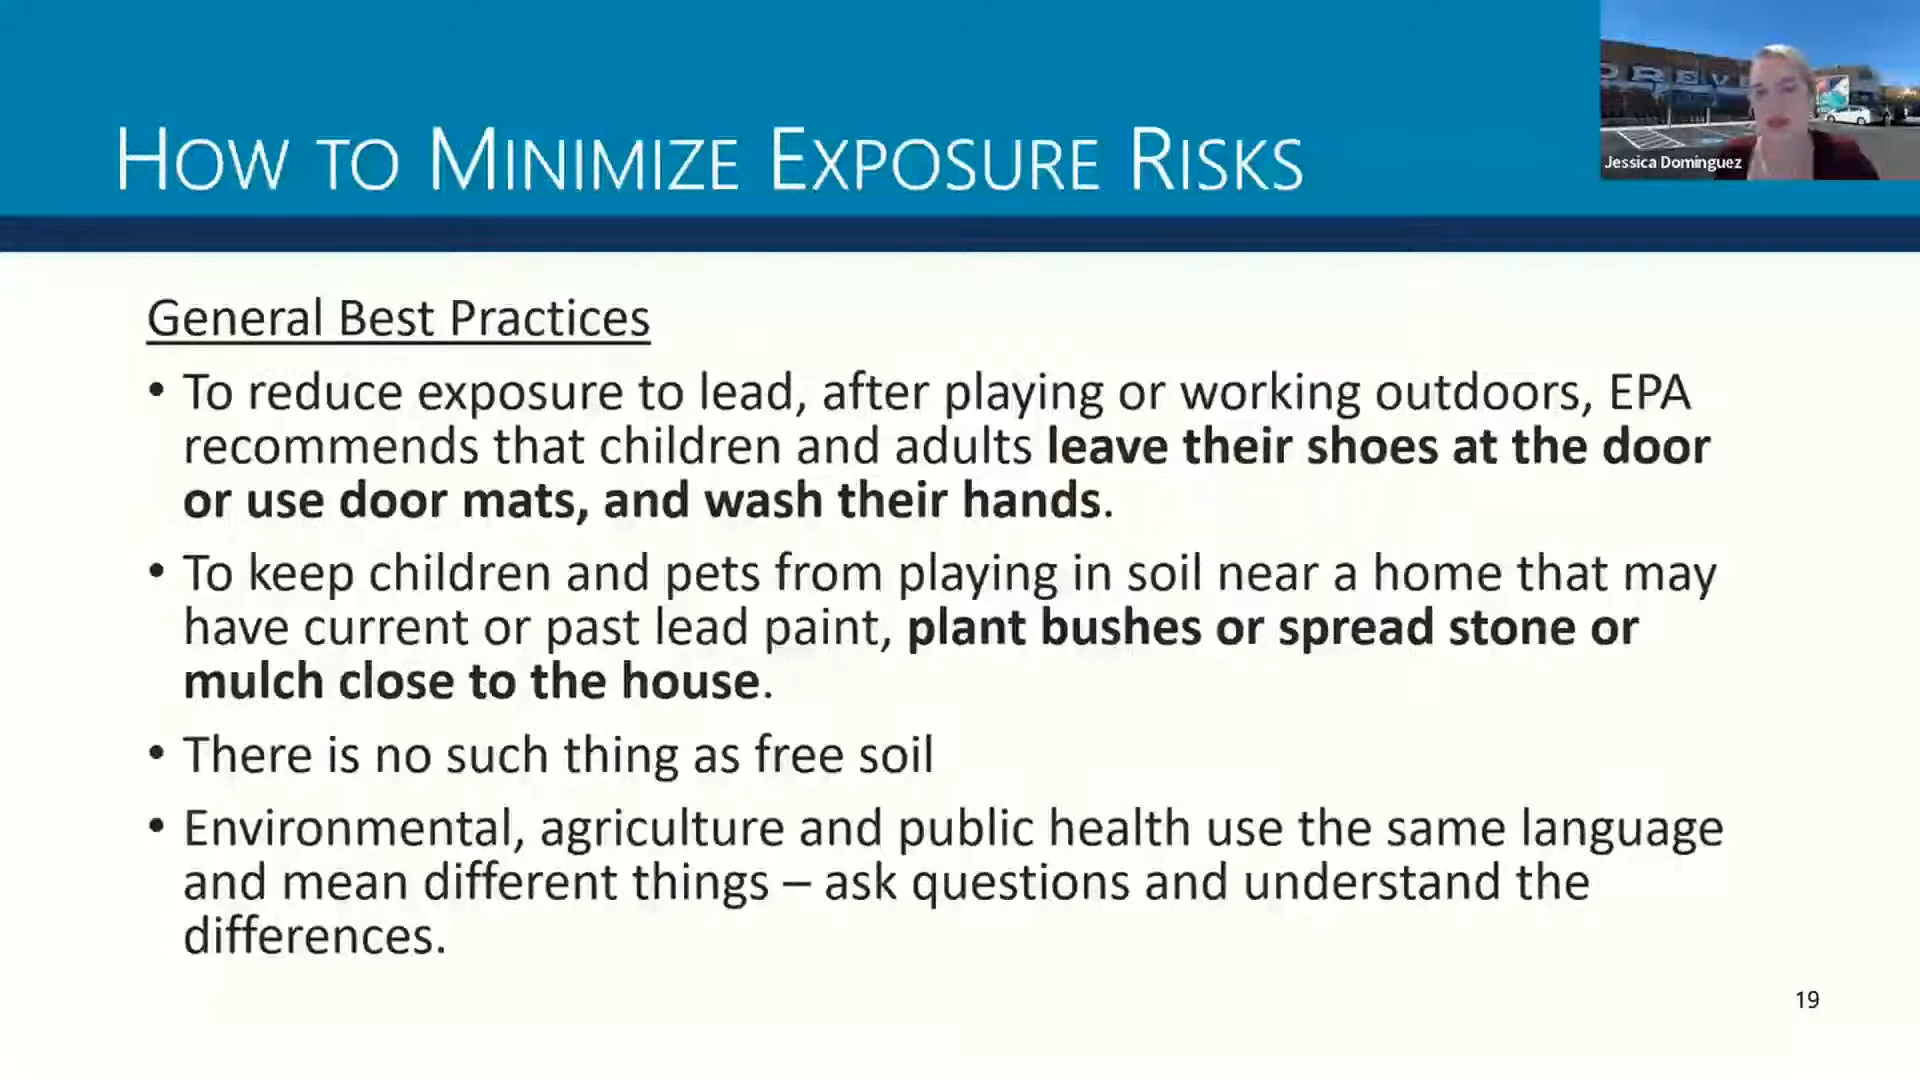 How to Minimize Exposure Risks
Jessica Dominguez
General Best Practices
• To reduce exposure to lead, after playing or working outdoors, EPA
recommends that children and adults leave their shoes at the door
or use door mats, and wash their hands.
• To keep children and pets from playing in soil near a home that may
have current or past lead paint, plant bushes or spread stone or
mulch close to the house.
• There is no such thing as free soil
• Environmental, agriculture and public health use the same language
and mean different things – ask questions and understand the
differences.
19